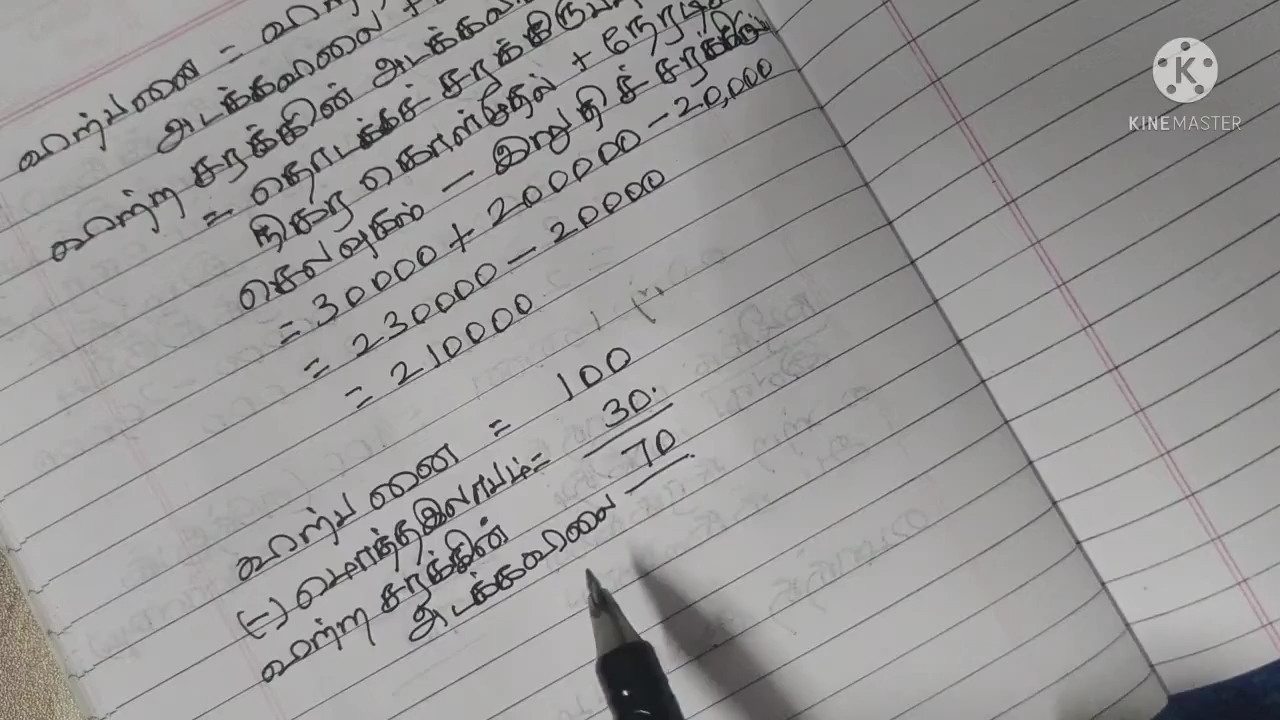 விற்பனை = விற்ற
அடக்கவிலை +
விற்ற சரக்கின் அடக்கவிலை
= தொடக்கச் சரக்கிருப்பு
நிகர கொள்முதல் + நேரடி
செலவுகள் - இறுதிச் சரக்கிருப்பு
= 30000 + 200000 - 20,000
= 230000 - 20000
= 210000
விற்பனை = 100
(-) மொத்த இலாபம் = 30.
விற்ற சரக்கின் 70
அடக்கவிலை
KINEMASTER